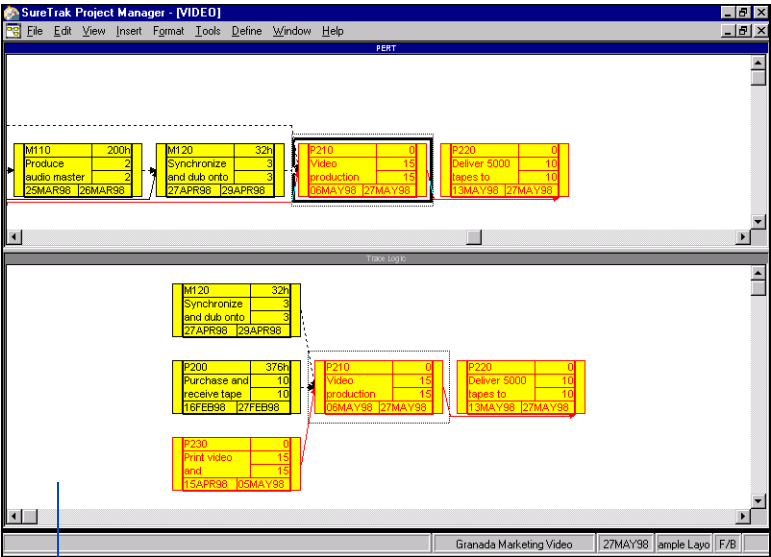 SureTrak Project Manager - [VIDEO]
File Edit View Insert Format Tools Define Window Help
PERT
M110 200h
Produce 2
audio master 2
25MAR98 26MAR98
M120 32h
Synchronize 3
and dub onto 3
27APR98 29APR98
P210 0
Video 15
production 15
06MAY98 27MAY98
P220 0
Deliver 5000 10
tapes to 10
13MAY98 27MAY98
Trace Logic
M120 32h
Synchronize 3
and dub onto 3
27APR98 29APR98
P200 376h
Purchase and 10
receive tape 10
16FEB98 27FEB98
P210 0
Video 15
production 15
06MAY98 27MAY98
P220 0
Deliver 5000 10
tapes to 10
13MAY98 27MAY98
P230 0
Print video 15
and 15
15APR98 05MAY98
Granada Marketing Video 27MAY98 ample Layo F/B